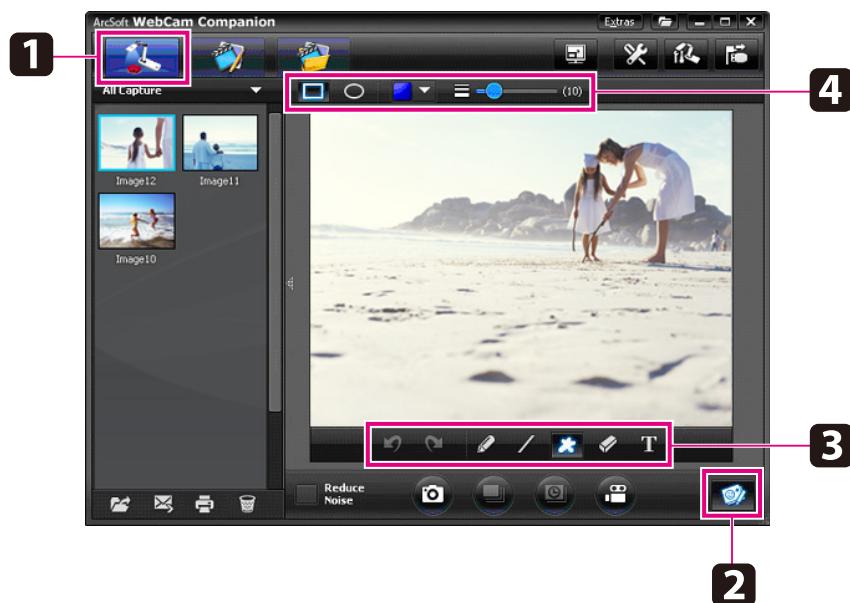 ArcSoft WebCam Companion
Extras
1
All Capture
(10)
4
Image12
Image11
Image10
T
3
Reduce
Noise
2